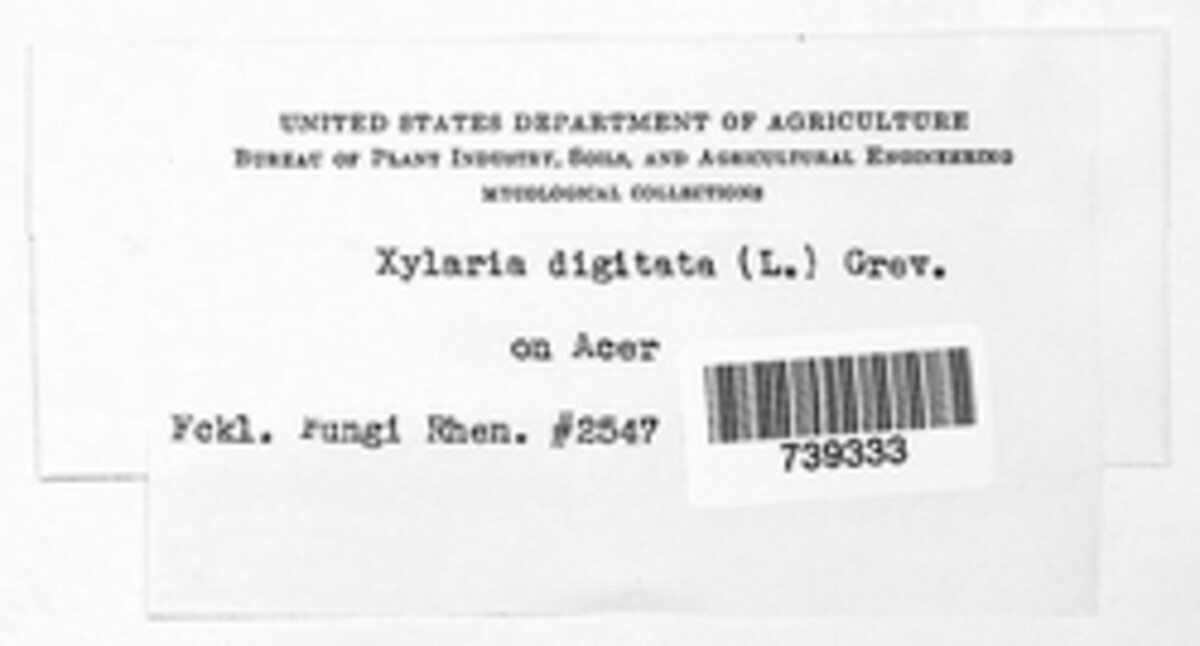 UNITED STATES DEPARTMENT OF AGRICULTURE
BUREAU OF PLANT INDUSTRY, SOILS, AND AGRICULTURAL ENGINEERING
MYCOLOGICAL COLLECTIONS
Xylaria digitata (L.) Grev.
on Acer
Fckl. Fungi Rhen. #2547
739333